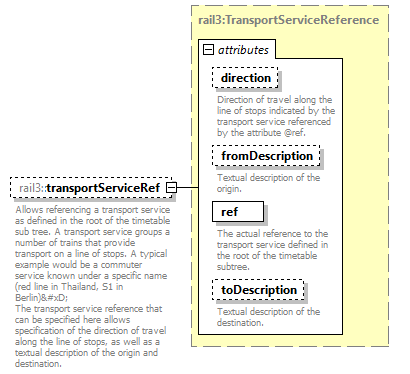 rail3:TransportServiceReference
attributes
direction
Direction of travel along the
line of stops indicated by the
transport service referenced
by the attribute @ref.
fromDescription
Textual description of the
origin.
rail3::transportServiceRef
Allows referencing a transport service
as defined in the root of the timetable
sub tree. A transport service groups a
number of trains that provide
transport on a line of stops. A typical
example would be a commuter
service known under a specific name
(red line in Thailand, S1 in
Berlin)&#xD;
The transport service reference that
can be specified here allows
specification of the direction of travel
along the line of stops, as well as a
textual description of the origin and
destination.
ref
The actual reference to the
transport service defined in
the root of the timetable
subtree.
toDescription
Textual description of the
destination.